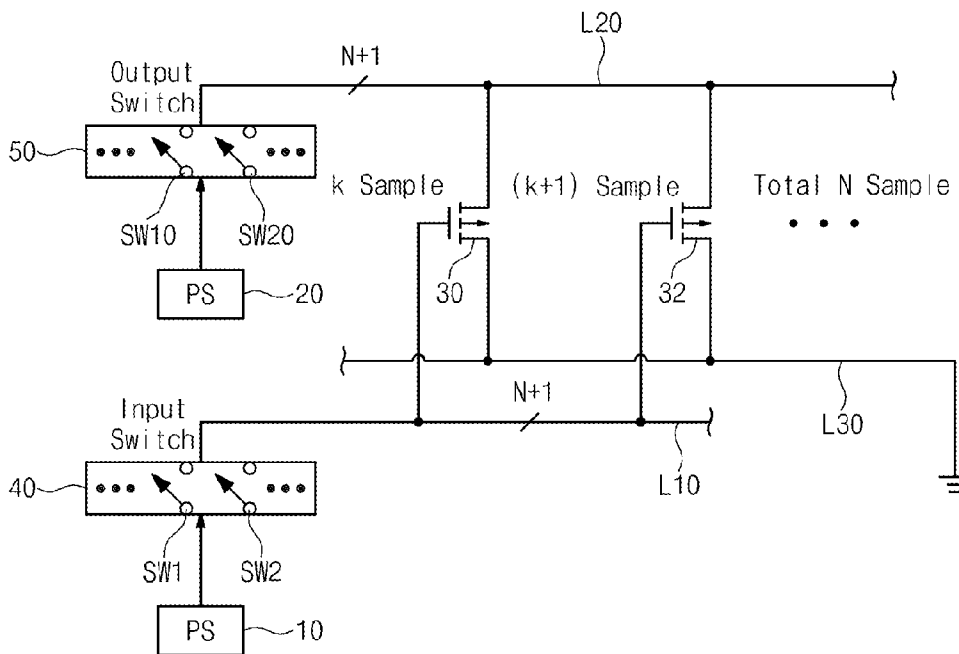 L20
N+1
Output
Switch
50
k Sample
(k+1) Sample
Total N Sample
SW10
SW20
30
32
PS
20
N+1
Input
Switch
L30
40
L10
SW1
SW2
PS
10